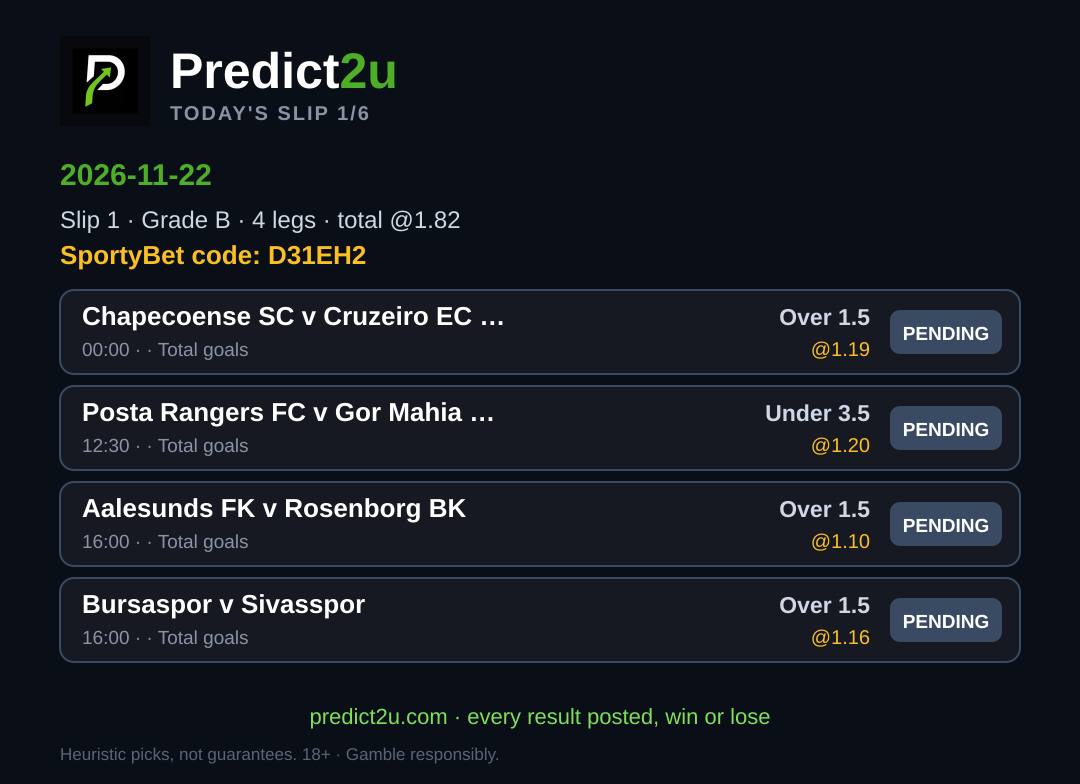 Predict2u
TODAY'S SLIP 1/6
2026-11-22
Slip 1 · Grade B · 4 legs · total @1.82
SportyBet code: D31EH2
Chapecoense SC v Cruzeiro EC …
Over 1.5
PENDING
00:00 · · Total goals
@1.19
Posta Rangers FC v Gor Mahia …
Under 3.5
PENDING
12:30 · · Total goals
@1.20
Aalesunds FK v Rosenborg BK
Over 1.5
PENDING
16:00 · · Total goals
@1.10
Bursaspor v Sivasspor
Over 1.5
PENDING
16:00 · · Total goals
@1.16
predict2u.com · every result posted, win or lose
Heuristic picks, not guarantees. 18+ · Gamble responsibly.